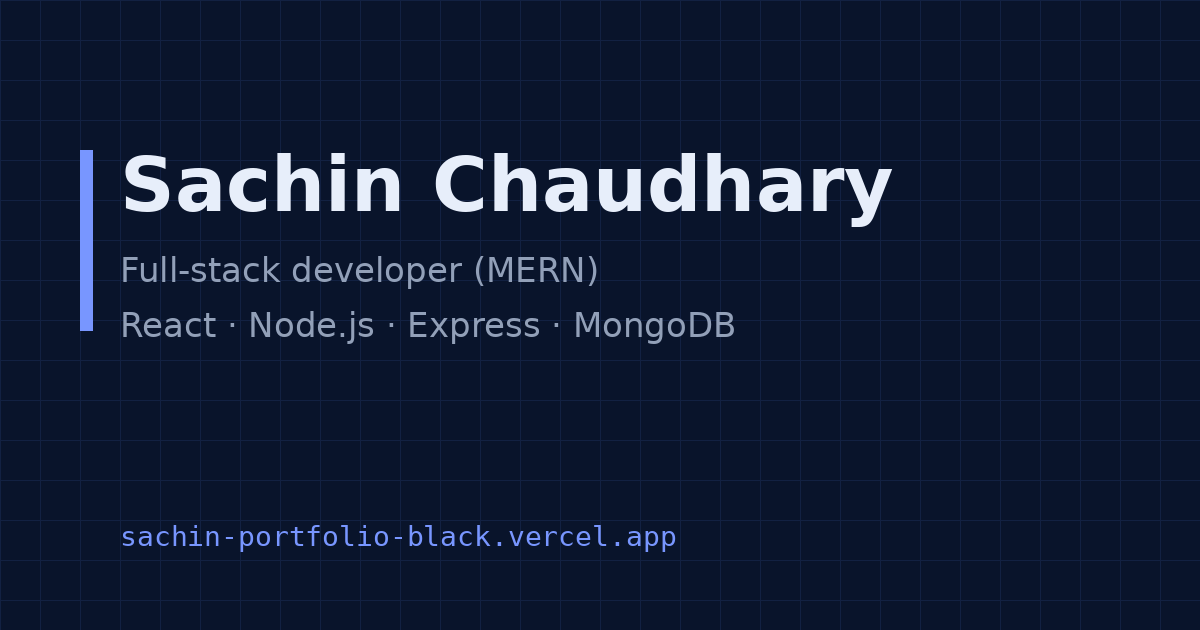 Sachin Chaudhary
Full-stack developer (MERN)
React · Node.js · Express · MongoDB
sachin-portfolio-black.vercel.app